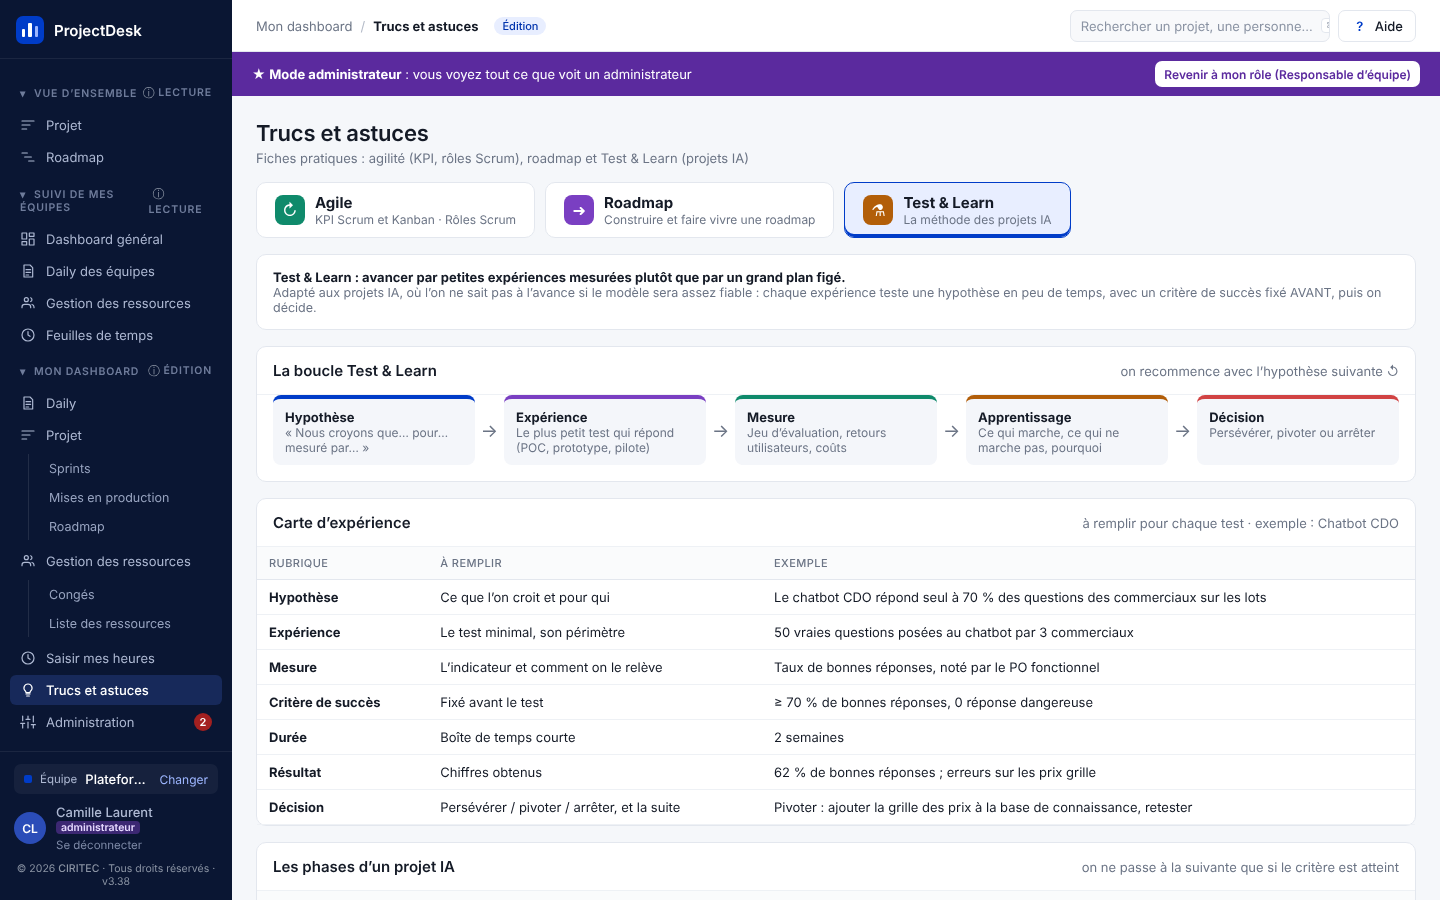 ProjectDesk
▾ VUE D'ENSEMBLE ⓘ LECTURE
Projet
Roadmap
▾ SUIVI DE MES ÉQUIPES ⓘ LECTURE
Dashboard général
Daily des équipes
Gestion des ressources
Feuilles de temps
▾ MON DASHBOARD ⓘ ÉDITION
Daily
Projet
Sprints
Mises en production
Roadmap
Gestion des ressources
Congés
Liste des ressources
Saisir mes heures
Trucs et astuces
Administration 2
Équipe Platefor... Changer
CL Camille Laurent
administrateur
Se déconnecter
© 2026 CIRITEC · Tous droits réservés ·
v3.38
Mon dashboard / Trucs et astuces Édition
Rechercher un projet, une personne...
? Aide
★ Mode administrateur : vous voyez tout ce que voit un administrateur
Revenir à mon rôle (Responsable d'équipe)
Trucs et astuces
Fiches pratiques : agilité (KPI, rôles Scrum), roadmap et Test & Learn (projets IA)
Agile
KPI Scrum et Kanban · Rôles Scrum
Roadmap
Construire et faire vivre une roadmap
Test & Learn
La méthode des projets IA
Test & Learn : avancer par petites expériences mesurées plutôt que par un grand plan figé.
Adapté aux projets IA, où l'on ne sait pas à l'avance si le modèle sera assez fiable : chaque expérience teste une hypothèse en peu de temps, avec un critère de succès fixé AVANT, puis on
décide.
La boucle Test & Learn
on recommence avec l'hypothèse suivante ↺
Hypothèse
« Nous croyons que... pour...
mesuré par... »
→
Expérience
Le plus petit test qui répond
(POC, prototype, pilote)
→
Mesure
Jeu d'évaluation, retours
utilisateurs, coûts
→
Apprentissage
Ce qui marche, ce qui ne
marche pas, pourquoi
→
Décision
Persévérer, pivoter ou arrêter
Carte d'expérience
à remplir pour chaque test · exemple : Chatbot CDO
RUBRIQUE À REMPLIR EXEMPLE
Hypothèse Ce que l'on croit et pour qui Le chatbot CDO répond seul à 70 % des questions des commerciaux sur les lots
Expérience Le test minimal, son périmètre 50 vraies questions posées au chatbot par 3 commerciaux
Mesure L'indicateur et comment on le relève Taux de bonnes réponses, noté par le PO fonctionnel
Critère de succès Fixé avant le test ≥ 70 % de bonnes réponses, 0 réponse dangereuse
Durée Boîte de temps courte 2 semaines
Résultat Chiffres obtenus 62 % de bonnes réponses ; erreurs sur les prix grille
Décision Persévérer / pivoter / arrêter, et la suite Pivoter : ajouter la grille des prix à la base de connaissance, retester
Les phases d'un projet IA
on ne passe à la suivante que si le critère est atteint